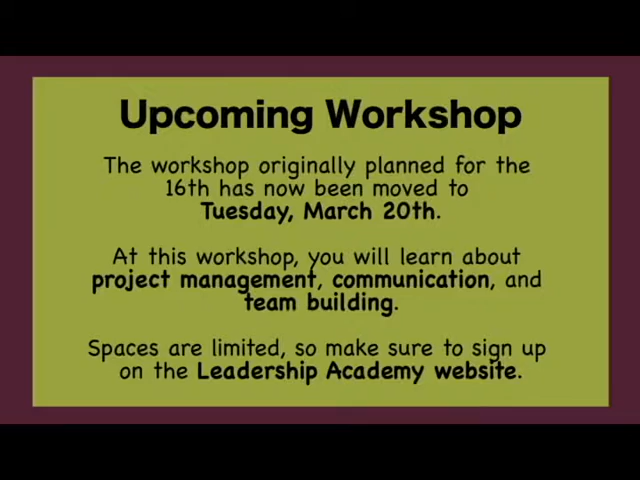 Upcoming Workshop
The workshop originally planned for the
16th has now been moved to
Tuesday, March 20th.
At this workshop, you will learn about
project management, communication, and
team building.
Spaces are limited, so make sure to sign up
on the Leadership Academy website.